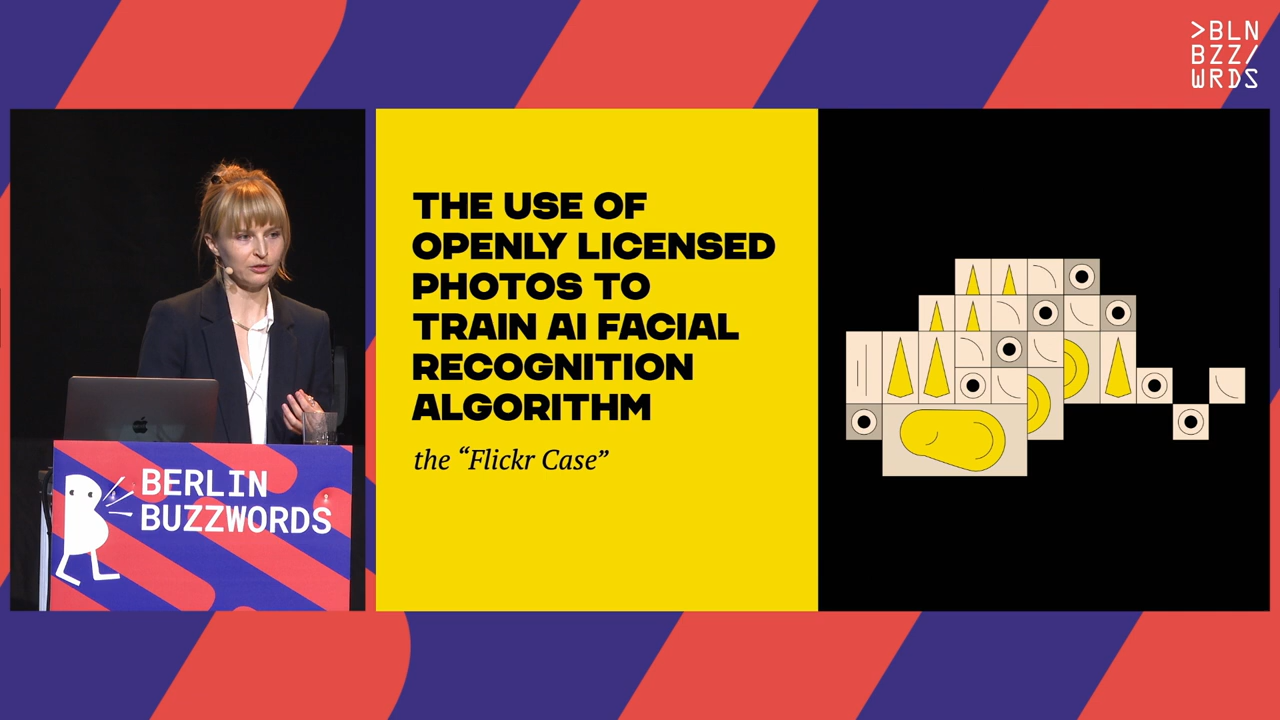 >BLN
BZZ/
WRDS
THE USE OF
OPENLY LICENSED
PHOTOS TO
TRAIN AI FACIAL
RECOGNITION
ALGORITHM
the “Flickr Case”
BERLIN
BUZZWORDS